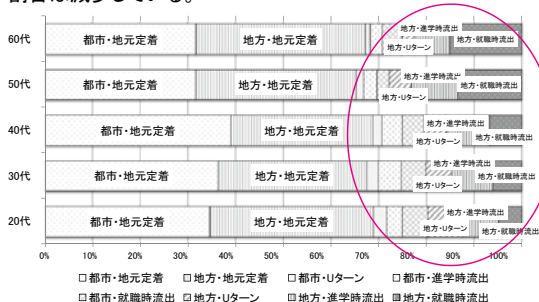 割合は減少している。
60代
都市・地元定着
地方・地元定着
地方・進学時流出
地方・Uターン
地方・就職時流出
50代
都市・地元定着
地方・地元定着
地方・進学時流出
地方・Uターン
地方・就職時流出
40代
都市・地元定着
地方・地元定着
地方・進学時流出
地方・Uターン
地方・就職時流出
30代
都市・地元定着
地方・地元定着
地方・進学時流出
地方・Uターン
地方・就職時流出
20代
都市・地元定着
地方・地元定着
地方・進学時流出
地方・Uターン
地方・就職時流出
0% 10% 20% 30% 40% 50% 60% 70% 80% 90% 100%
都市・地元定着 地方・地元定着 都市・Uターン 都市・進学時流出
都市・就職時流出 地方・Uターン 地方・進学時流出 地方・就職時流出